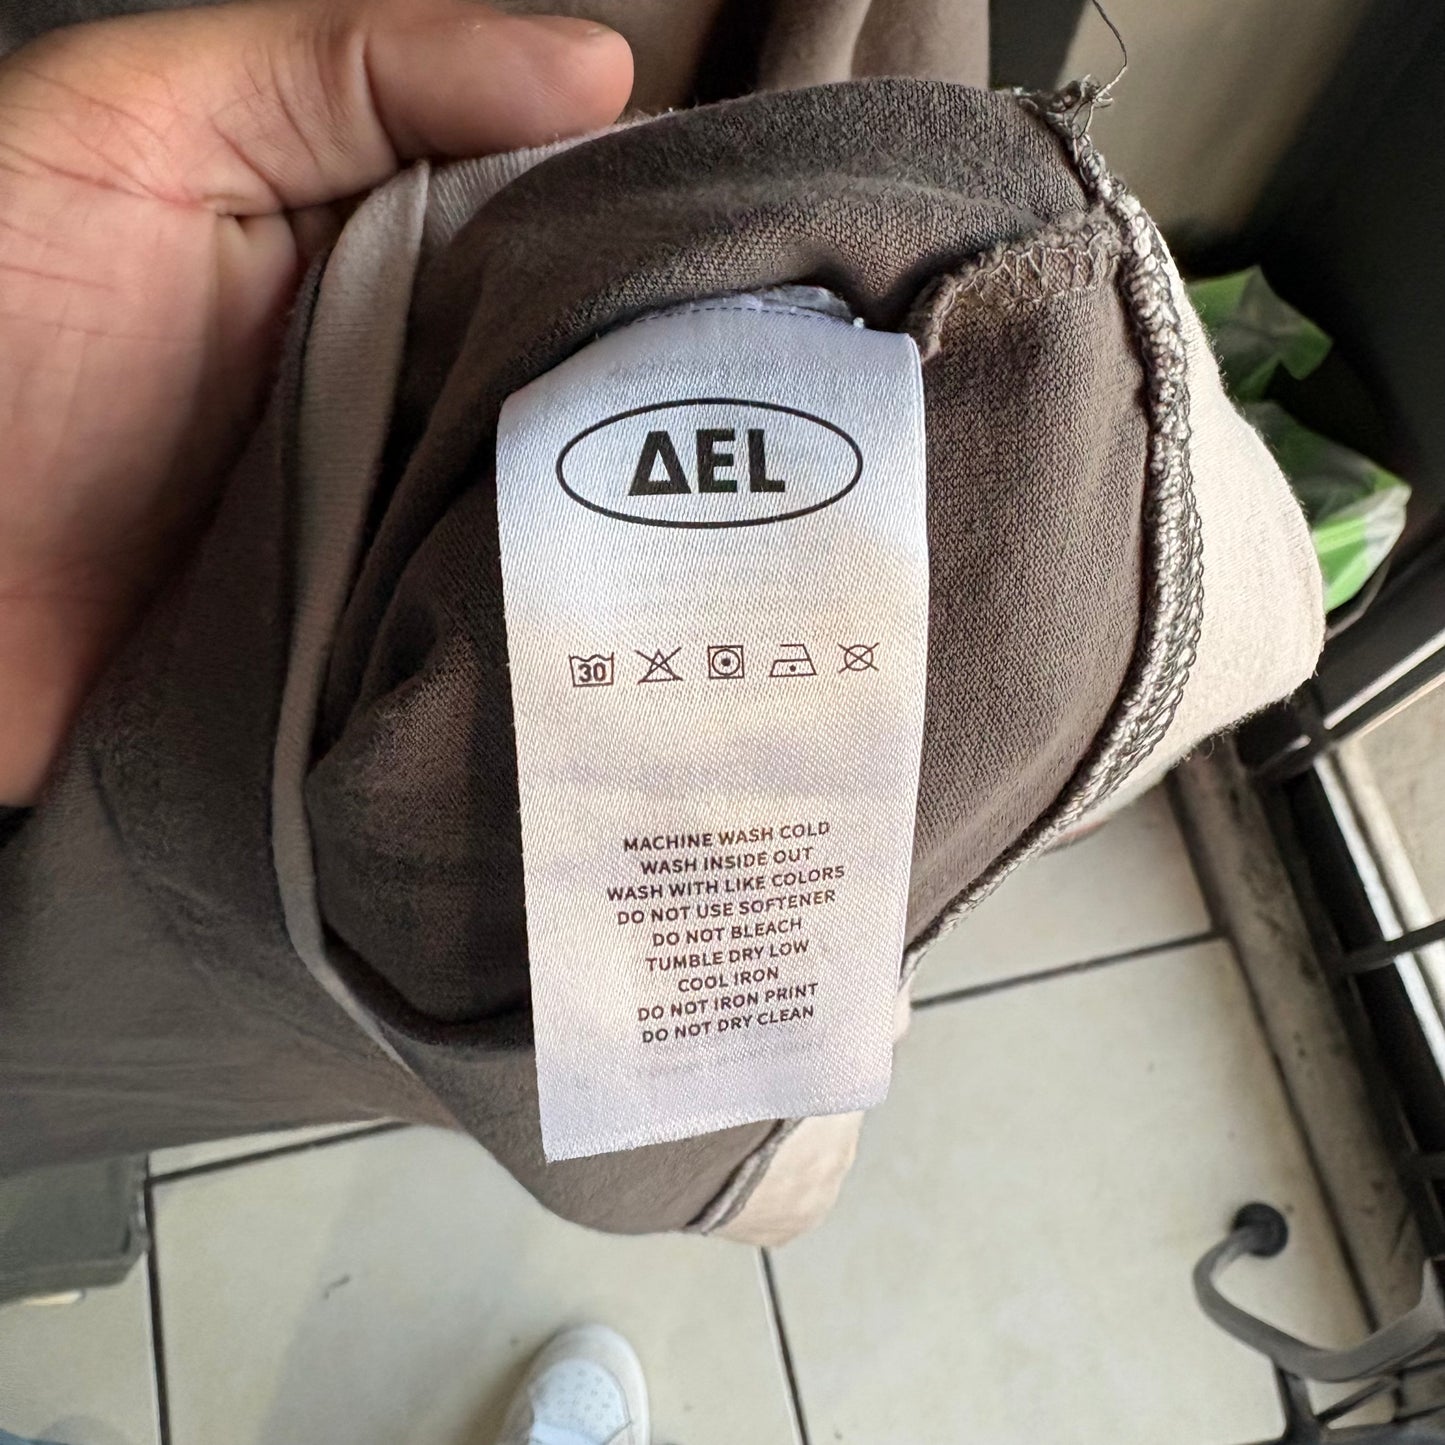 ΔEL
30
MACHINE WASH COLD
WASH INSIDE OUT
WASH WITH LIKE COLORS
DO NOT USE SOFTENER
DO NOT BLEACH
TUMBLE DRY LOW
COOL IRON
DO NOT IRON PRINT
DO NOT DRY CLEAN